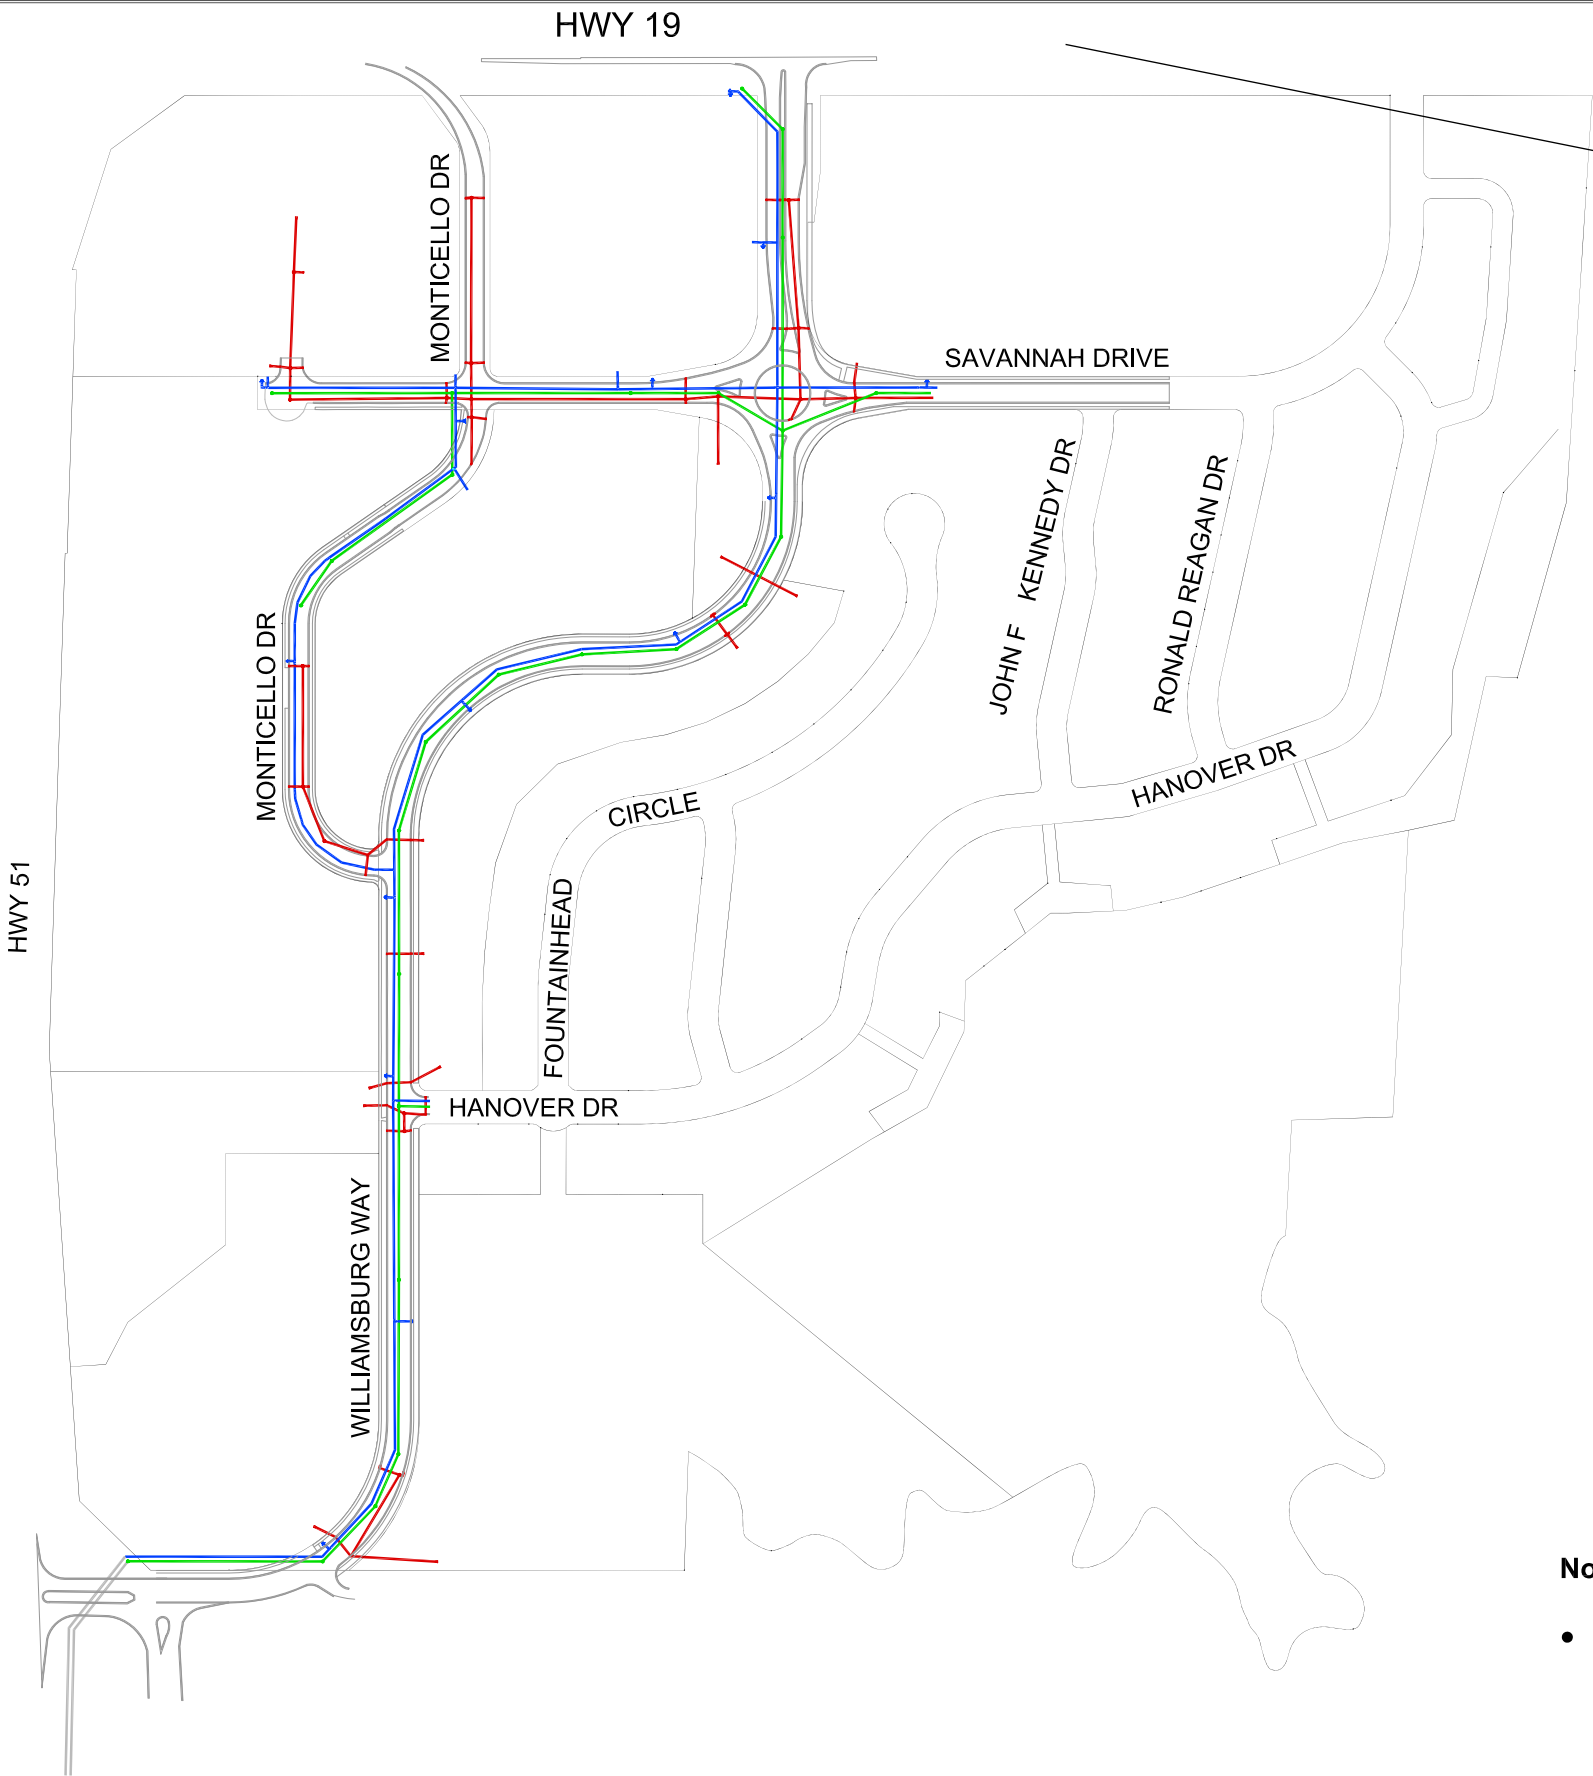 HWY 19
MONTICELLO DR
SAVANNAH DRIVE
JOHN F KENNEDY DR
RONALD REAGAN DR
MONTICELLO DR
HANOVER DR
CIRCLE
FOUNTAINHEAD
HWY 51
HANOVER DR
WILLIAMSBURG WAY
No
•